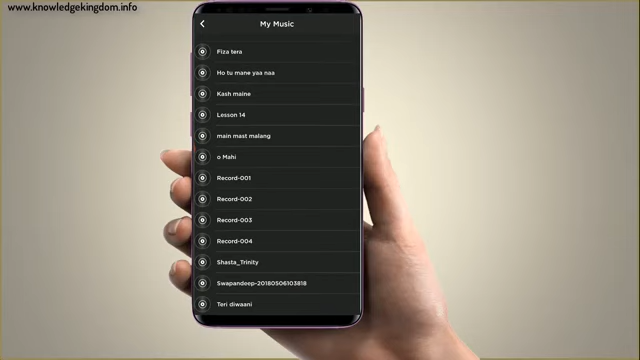 www.knowledgekingdom.info
My Music
Fiza tera
Ho tu mane yaa naa
Kash maine
Lesson 14
main mast malang
o Mahi
Record-001
Record-002
Record-003
Record-004
Shasta_Trinity
Swapandeep-20180506103818
Teri diwaani